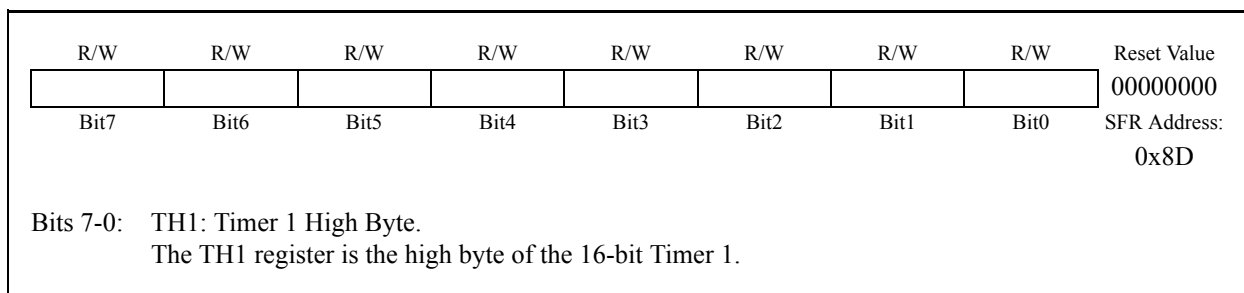 R/W R/W R/W R/W R/W R/W R/W R/W Reset Value
00000000
Bit7 Bit6 Bit5 Bit4 Bit3 Bit2 Bit1 Bit0 SFR Address:
0x8D
Bits 7-0: TH1: Timer 1 High Byte.
The TH1 register is the high byte of the 16-bit Timer 1.